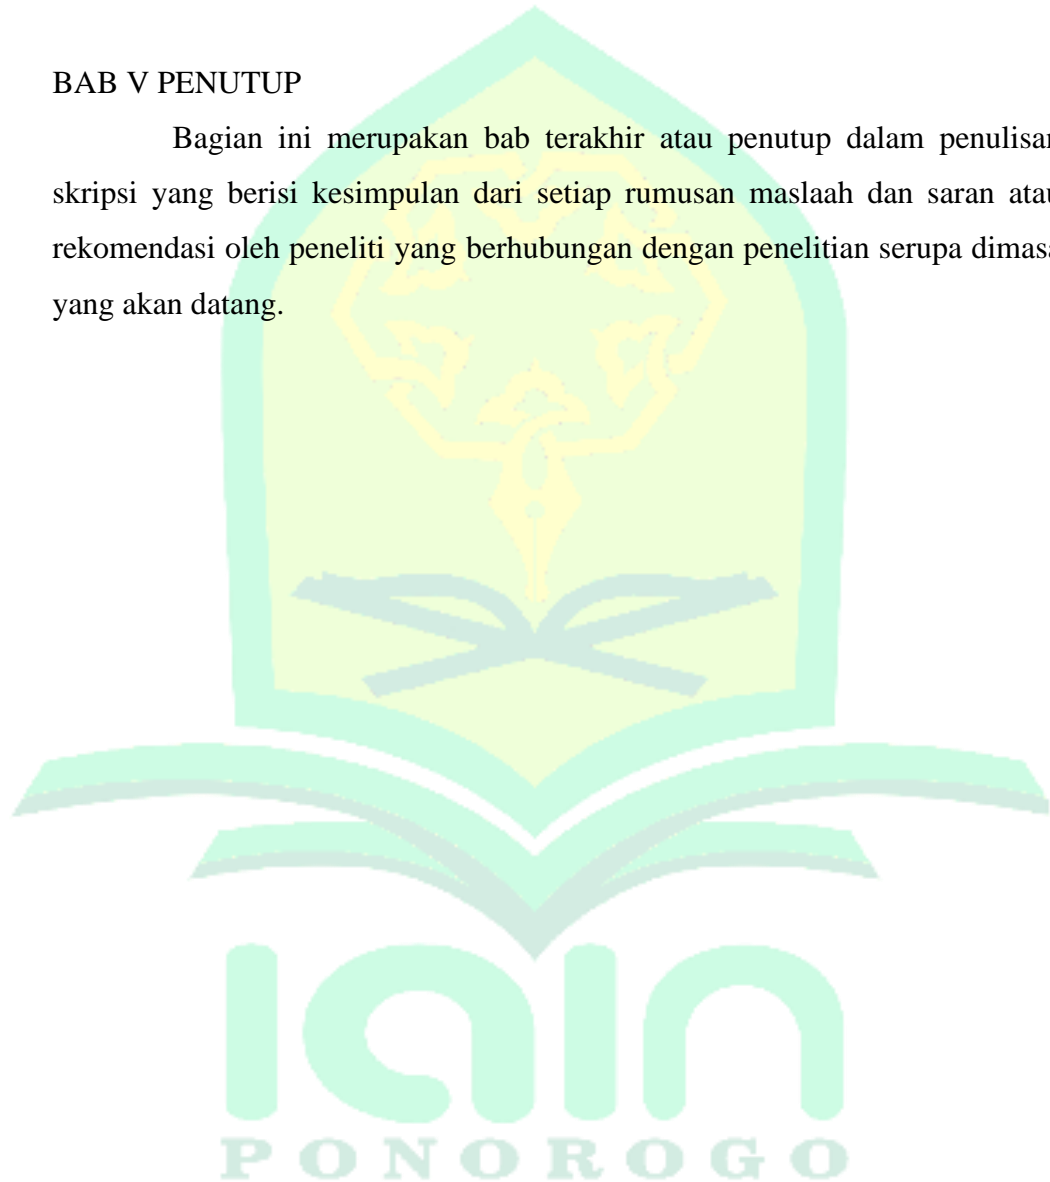 BAB V PENUTUP
Bagian ini merupakan bab terakhir atau penutup dalam penulisan
skripsi yang berisi kesimpulan dari setiap rumusan maslaah dan saran atau
rekomendasi oleh peneliti yang berhubungan dengan penelitian serupa dimasa
yang akan datang.
iain
PONOROGO